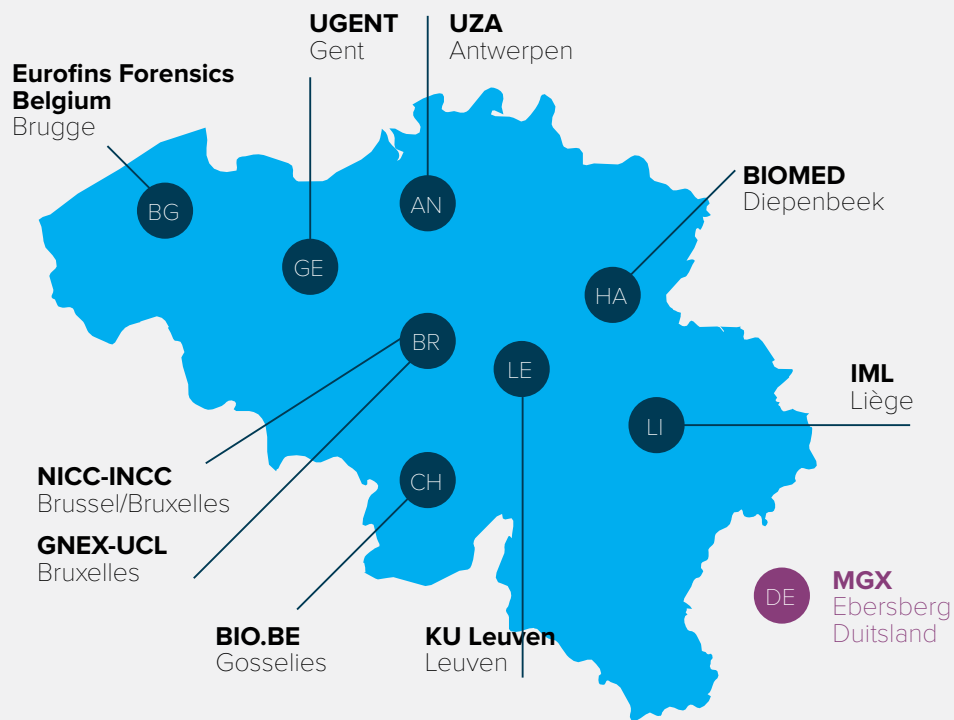 UGENT
Gent
UZA
Antwerpen
Eurofins Forensics
Belgium
Brugge
BIOMED
Diepenbeek
BG
AN
GE
HA
BR
LE
IML
Liège
LI
CH
NICC-INCC
Brussel/Bruxelles
GNEX-UCL
Bruxelles
BIO.BE
Gosselies
KU Leuven
Leuven
DE
MGX
Ebersberg
Duitsland